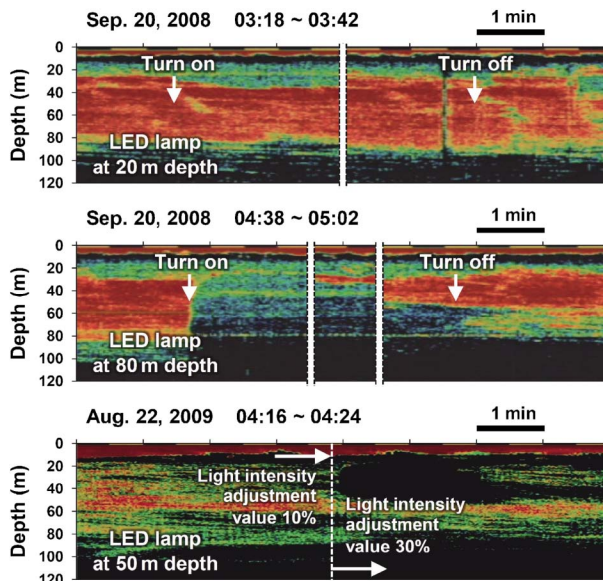 Sep. 20, 2008 03:18 ~ 03:42
1 min
Depth (m)
0
20
40
60
80
100
120
Turn on
Turn off
LED lamp
at 20 m depth
Sep. 20, 2008 04:38 ~ 05:02
1 min
Depth (m)
0
20
40
60
80
100
120
Turn on
Turn off
LED lamp
at 80 m depth
Aug. 22, 2009 04:16 ~ 04:24
1 min
Depth (m)
0
20
40
60
80
100
120
Light intensity
adjustment
value 10%
Light intensity
adjustment
value 30%
LED lamp
at 50 m depth